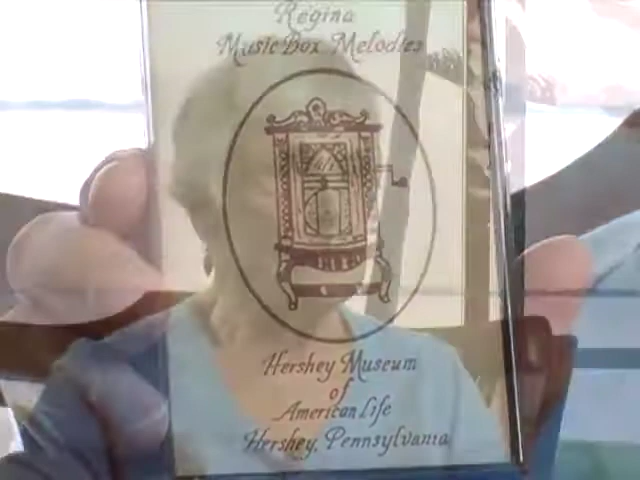 Regina
Music Box Melodies
Hershey Museum
of
American Life
Hershey, Pennsylvania